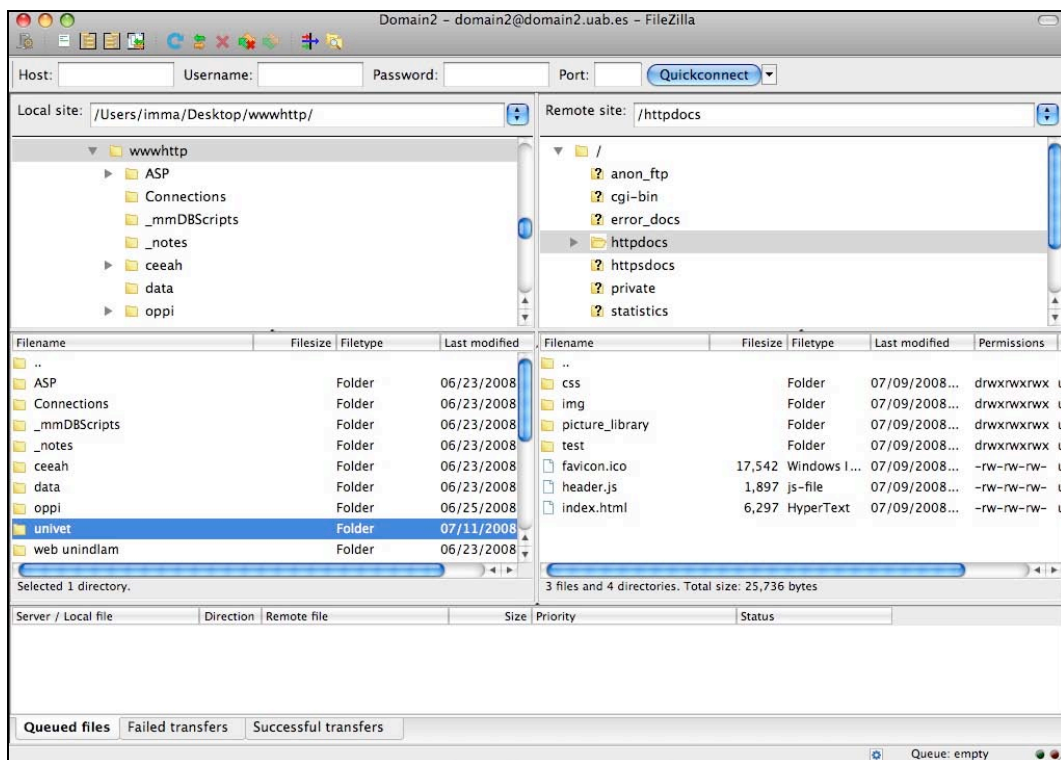 Domain2 - domain2@domain2.uab.es - FileZilla
Host: Username: Password: Port: Quickconnect
Local site: /Users/imma/Desktop/wwwhttp/
wwwhttp
ASP
Connections
_mmDBScripts
_notes
ceeah
data
oppi
Remote site: /httpdocs
/
anon_ftp
cgi-bin
error_docs
httpdocs
httpsdocs
private
statistics
Filename Filesize Filetype Last modified
..
ASP Folder 06/23/2008
Connections Folder 06/23/2008
_mmDBScripts Folder 06/23/2008
_notes Folder 06/23/2008
ceeah Folder 06/23/2008
data Folder 06/23/2008
oppi Folder 06/25/2008
univet Folder 07/11/2008
web unindlam Folder 06/23/2008
Selected 1 directory.
Filename Filesize Filetype Last modified Permissions
..
css Folder 07/09/2008... drwxrwxrwx
img Folder 07/09/2008... drwxrwxrwx
picture_library Folder 07/09/2008... drwxrwxrwx
test Folder 07/09/2008... drwxrwxrwx
favicon.ico 17,542 Windows I... 07/09/2008... -rw-rw-rw-
header.js 1,897 js-file 07/09/2008... -rw-rw-rw-
index.html 6,297 HyperText 07/09/2008... -rw-rw-rw-
3 files and 4 directories. Total size: 25,736 bytes
Server / Local file Direction Remote file Size Priority Status
Queued files Failed transfers Successful transfers
Queue: empty